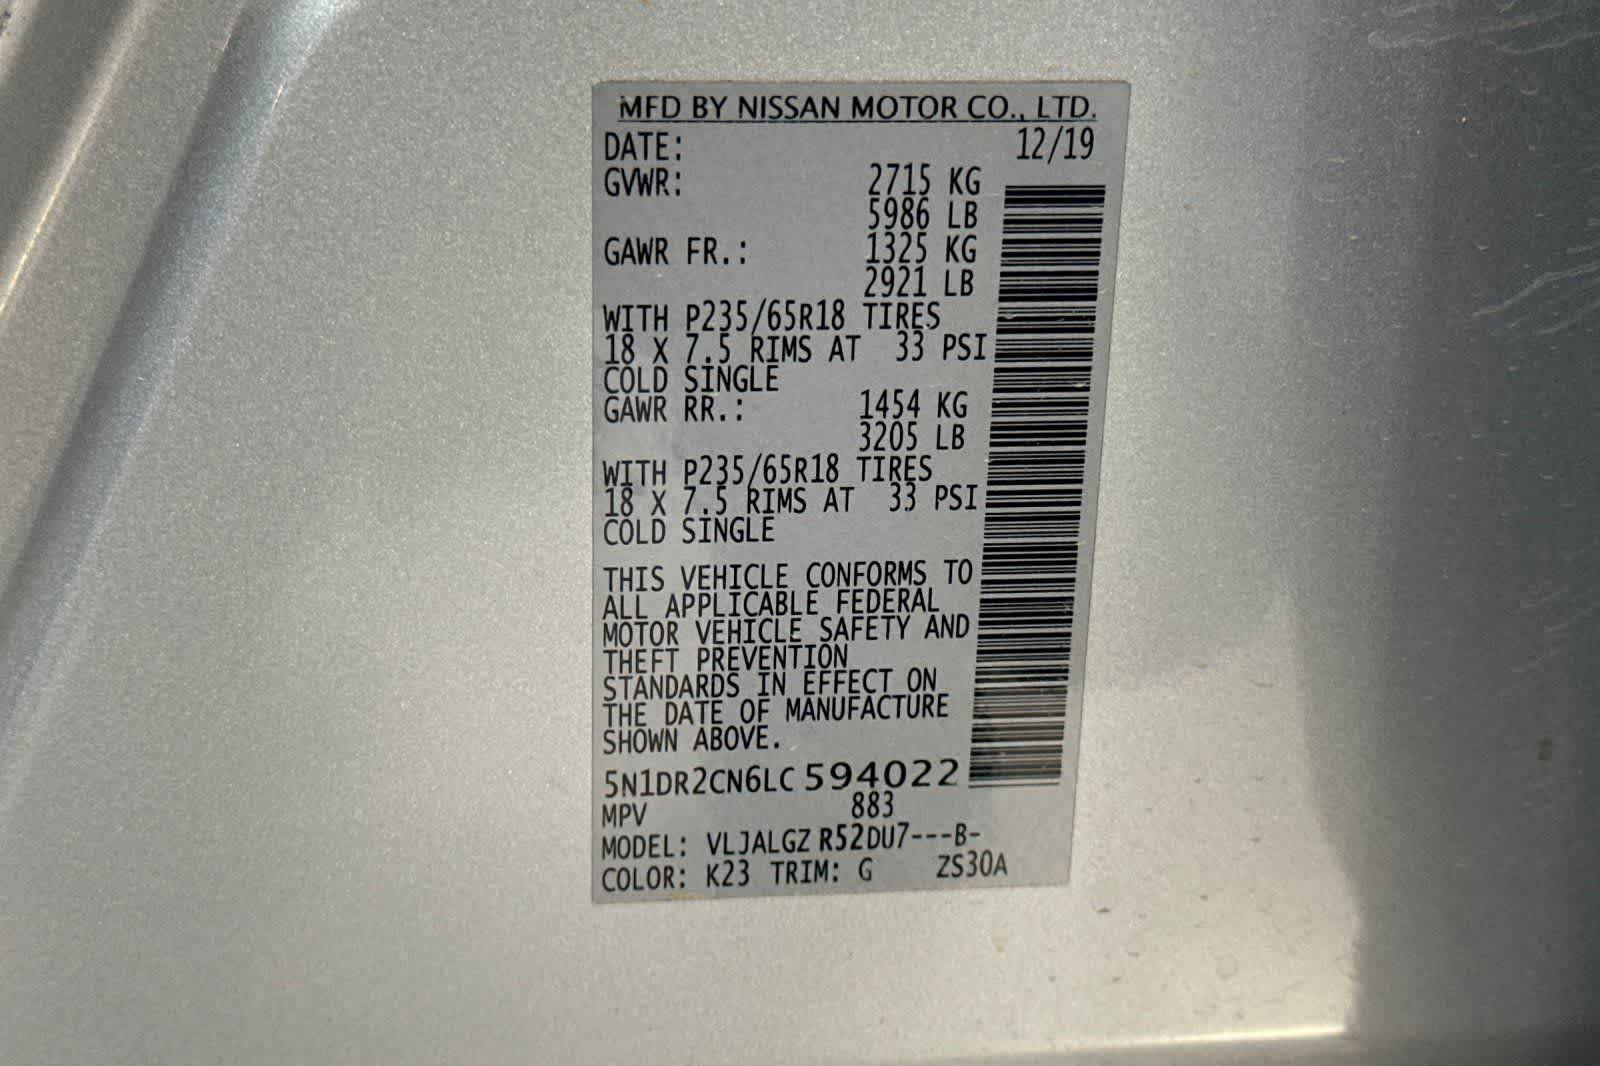 MFD BY NISSAN MOTOR CO., LTD.
DATE: 12/19
GVWR: 2715 KG
5986 LB
GAWR FR.: 1325 KG
2921 LB
WITH P235/65R18 TIRES
18 X 7.5 RIMS AT 33 PSI
COLD SINGLE
GAWR RR.: 1454 KG
3205 LB
WITH P235/65R18 TIRES
18 X 7.5 RIMS AT 33 PSI
COLD SINGLE
THIS VEHICLE CONFORMS TO
ALL APPLICABLE FEDERAL
MOTOR VEHICLE SAFETY AND
THEFT PREVENTION
STANDARDS IN EFFECT ON
THE DATE OF MANUFACTURE
SHOWN ABOVE.
5N1DR2CN6LC 594022
MPV 883
MODEL: VLJALGZ R52DU7---B-
COLOR: K23 TRIM: G ZS30A